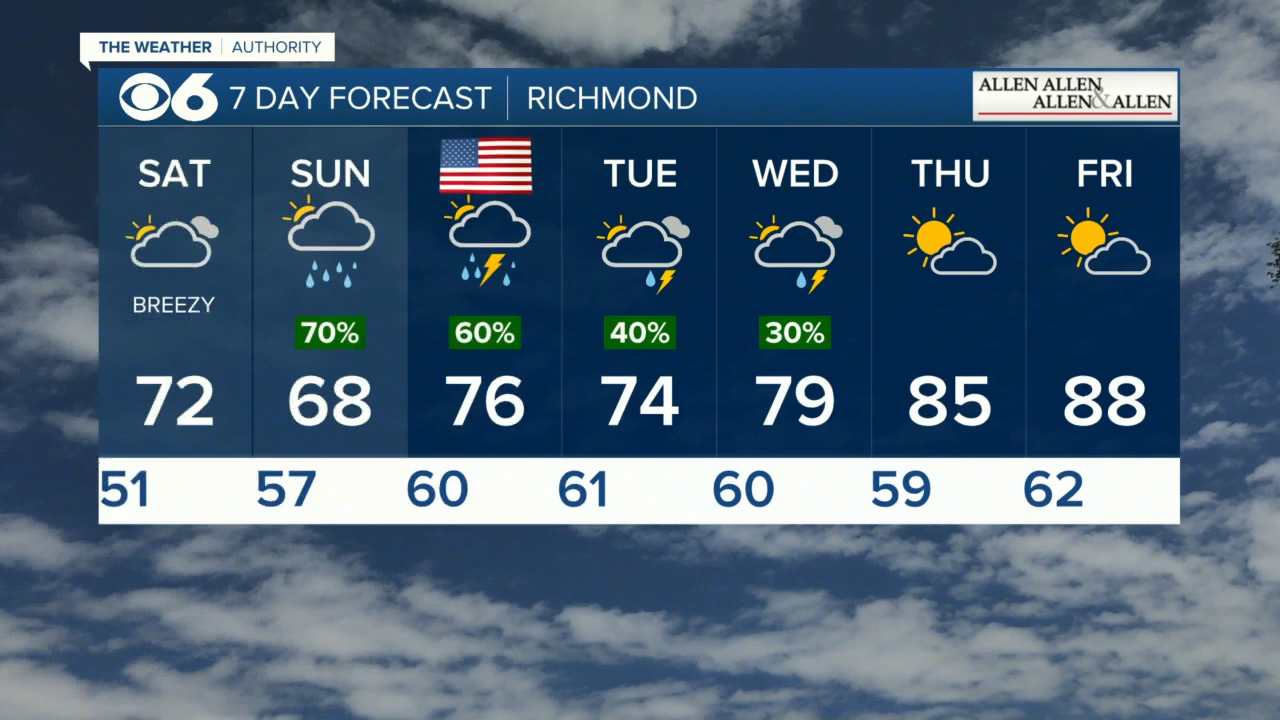 THE WEATHER | AUTHORITY
6 7 DAY FORECAST | RICHMOND
ALLEN ALLEN
ALLEN & ALLEN
SAT SUN TUE WED THU FRI
BREEZY
70% 60% 40% 30%
72 68 76 74 79 85 88
51 57 60 61 60 59 62